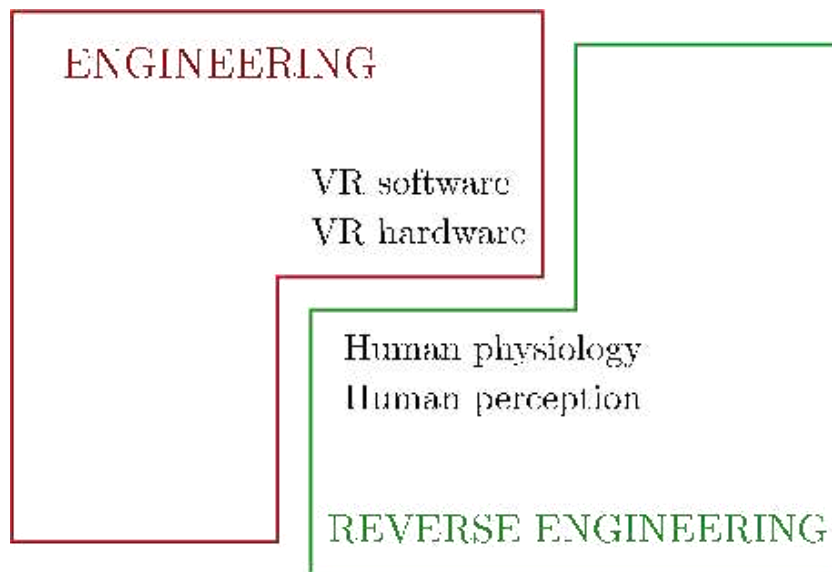 ENGINEERING
VR software
VR hardware
Human physiology
Human perception
REVERSE ENGINEERING